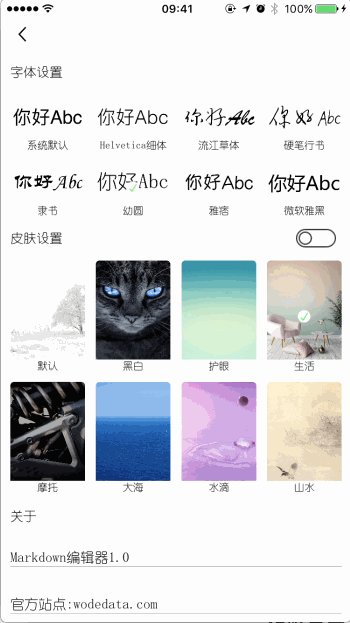 09:41 100%
字体设置
你好Abc 你好Abc 你好Abc 你好Abc
系统默认 Helvetica细体 流江草体 硬笔行书
你好Abc 你好Abc 你好Abc 你好Abc
隶书 幼圆 雅痞 微软雅黑
皮肤设置
默认 黑白 护眼 生活
摩托 大海 水滴 山水
关于
Markdown编辑器1.0
官方站点:wodedata.com